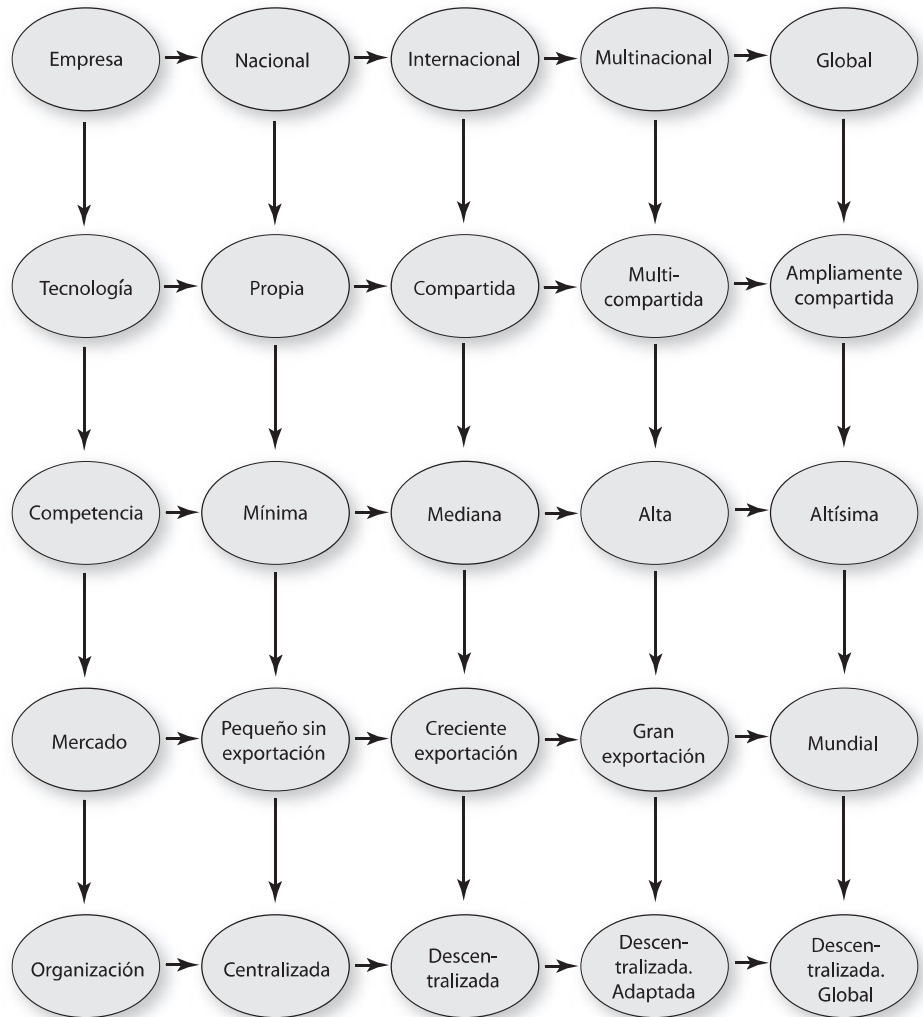 Empresa
Nacional
Internacional
Multinacional
Global
Tecnología
Propia
Compartida
Multi-
compartida
Ampliamente
compartida
Competencia
Mínima
Mediana
Alta
Altísima
Mercado
Pequeño sin
exportación
Creciente
exportación
Gran
exportación
Mundial
Organización
Centralizada
Descen-
tralizada
Descen-
tralizada.
Adaptada
Descen-
tralizada.
Global